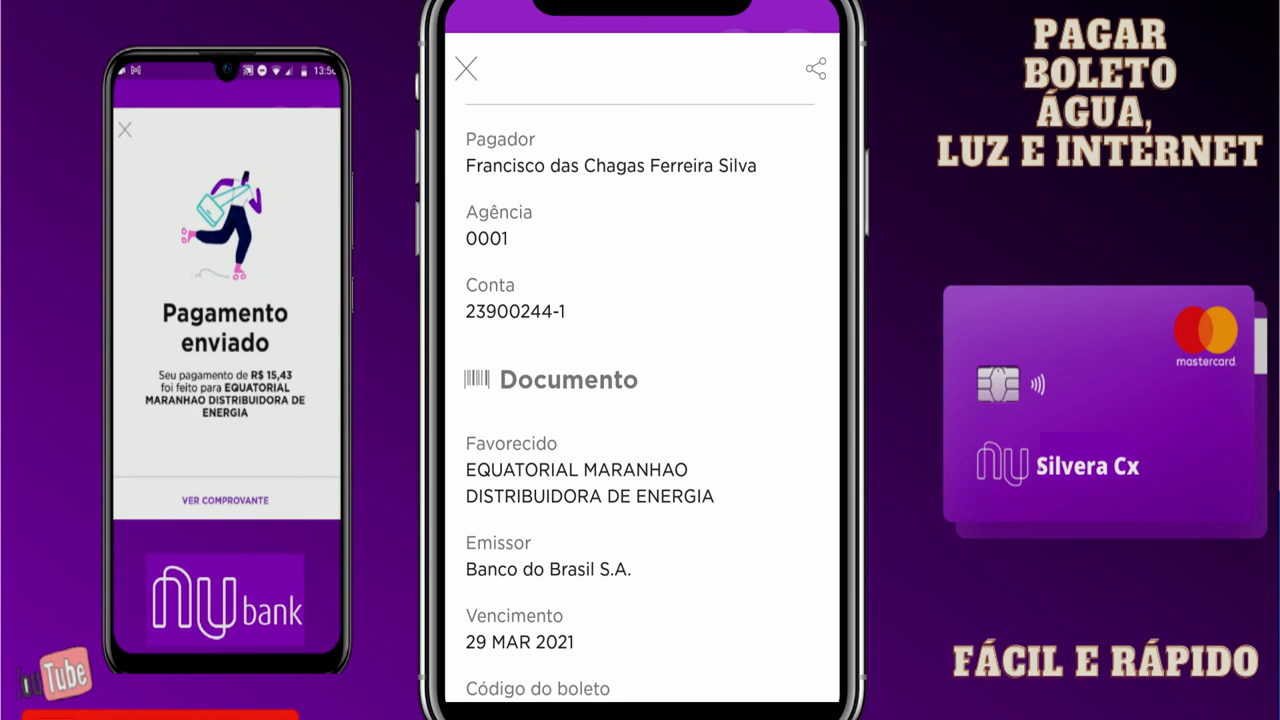 13:50
Pagamento
enviado
Seu pagamento de R$ 15,43
foi feito para EQUATORIAL
MARANHAO DISTRIBUIDORA DE
ENERGIA
VER COMPROVANTE
nu bank
YouTube
Pagador
Francisco das Chagas Ferreira Silva
Agência
0001
Conta
23900244-1
Documento
Favorecido
EQUATORIAL MARANHAO
DISTRIBUIDORA DE ENERGIA
Emissor
Banco do Brasil S.A.
Vencimento
29 MAR 2021
Código do boleto
PAGAR
BOLETO
ÁGUA,
LUZ E INTERNET
mastercard.
nu Silvera Cx
FÁCIL E RÁPIDO